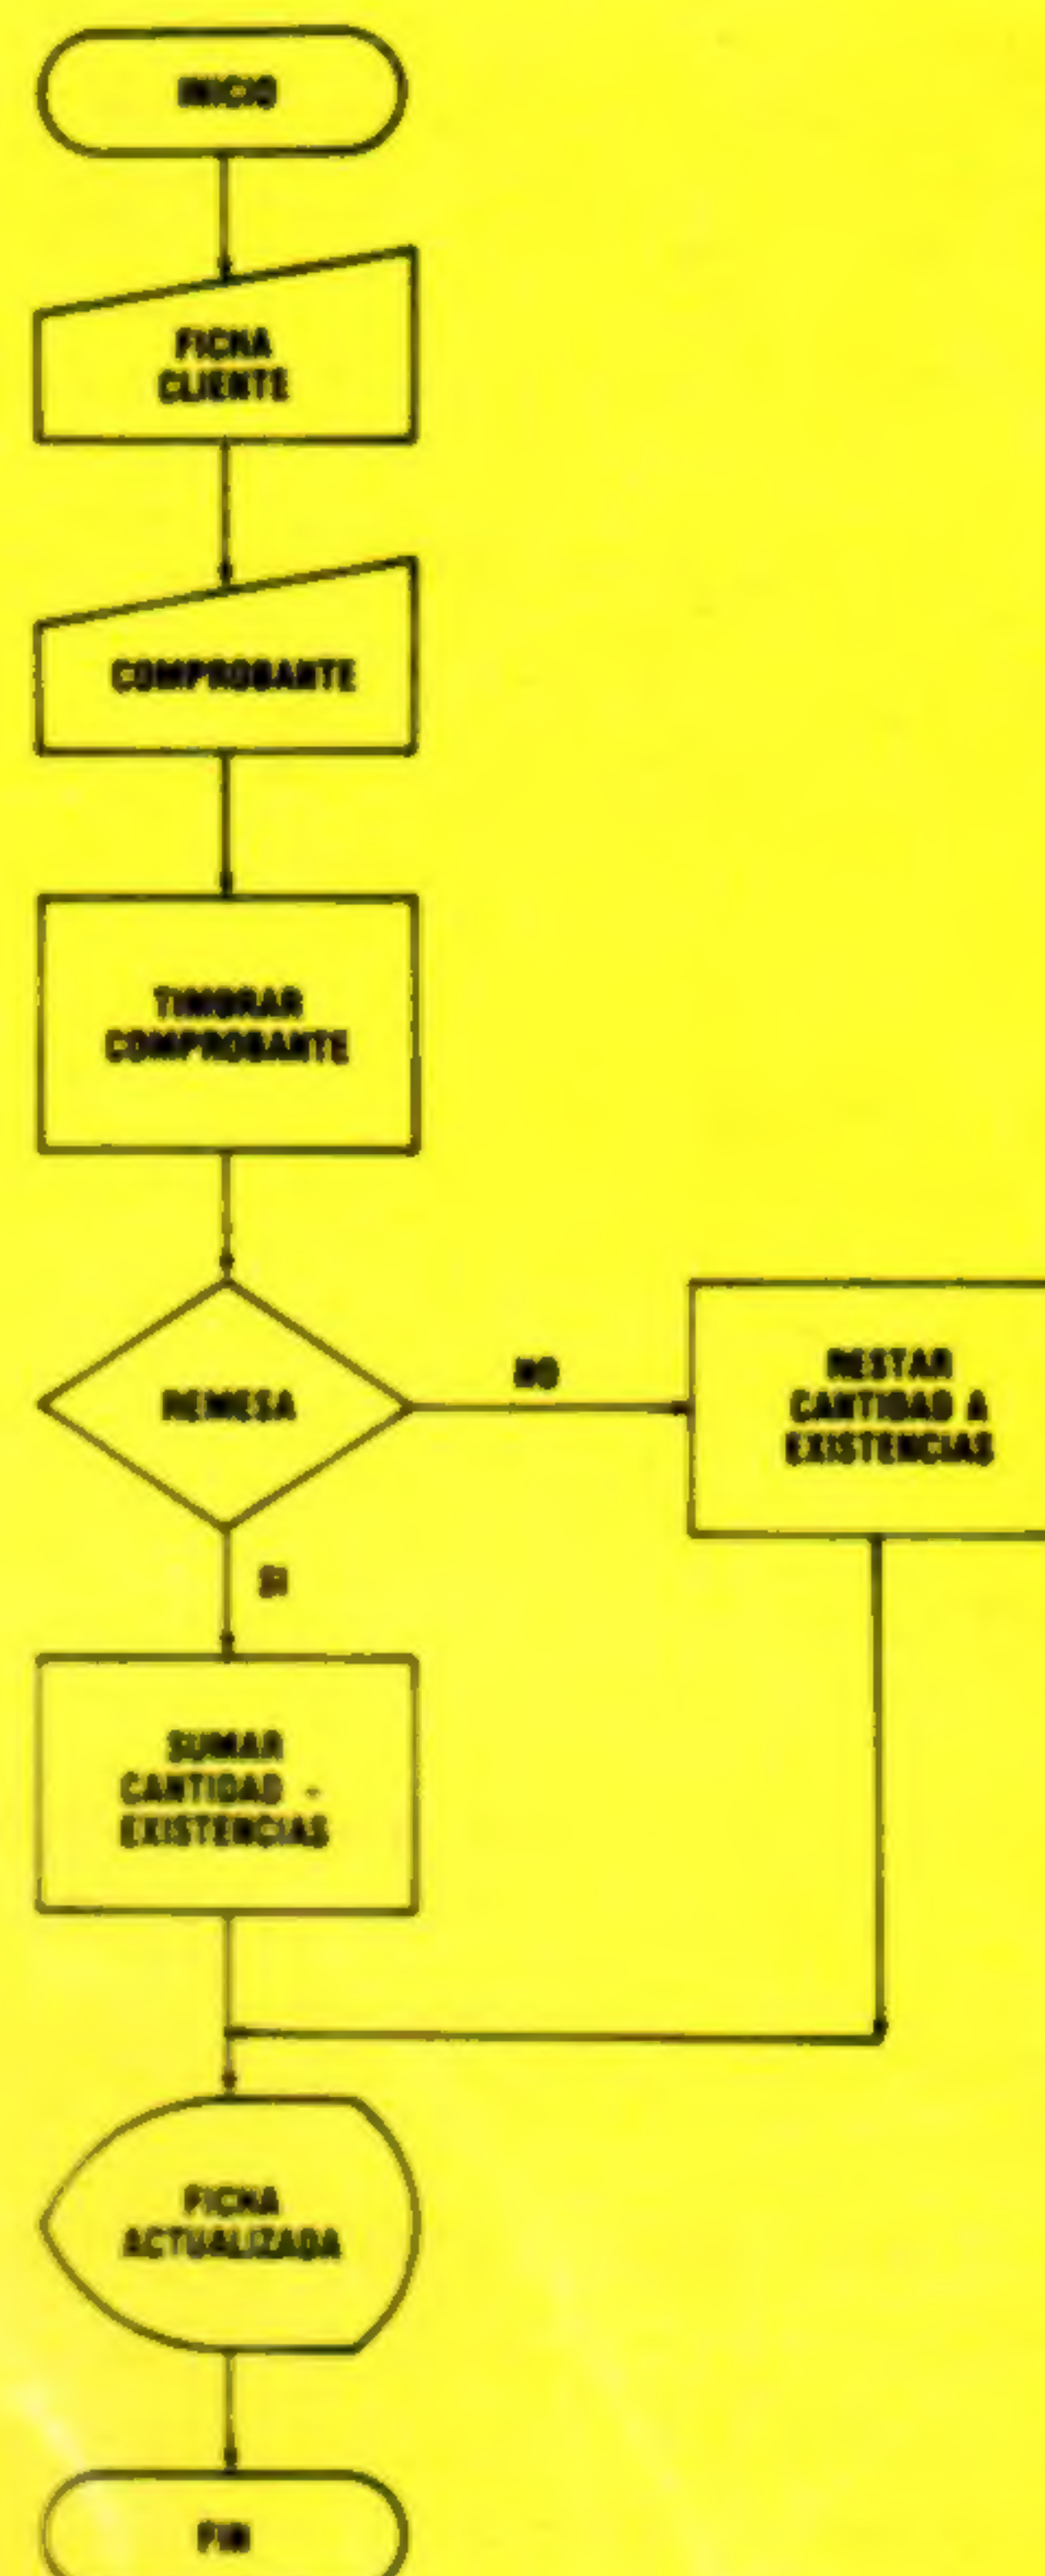 INICIO
FICHA
CLIENTE
COMPROBANTE
TIMBRAR
COMPROBANTE
REMESA
NO
RESTAR
CANTIDAD A
EXISTENCIAS
SI
SUMAR
CANTIDAD -
EXISTENCIAS
FICHA
ACTUALIZADA
FIN